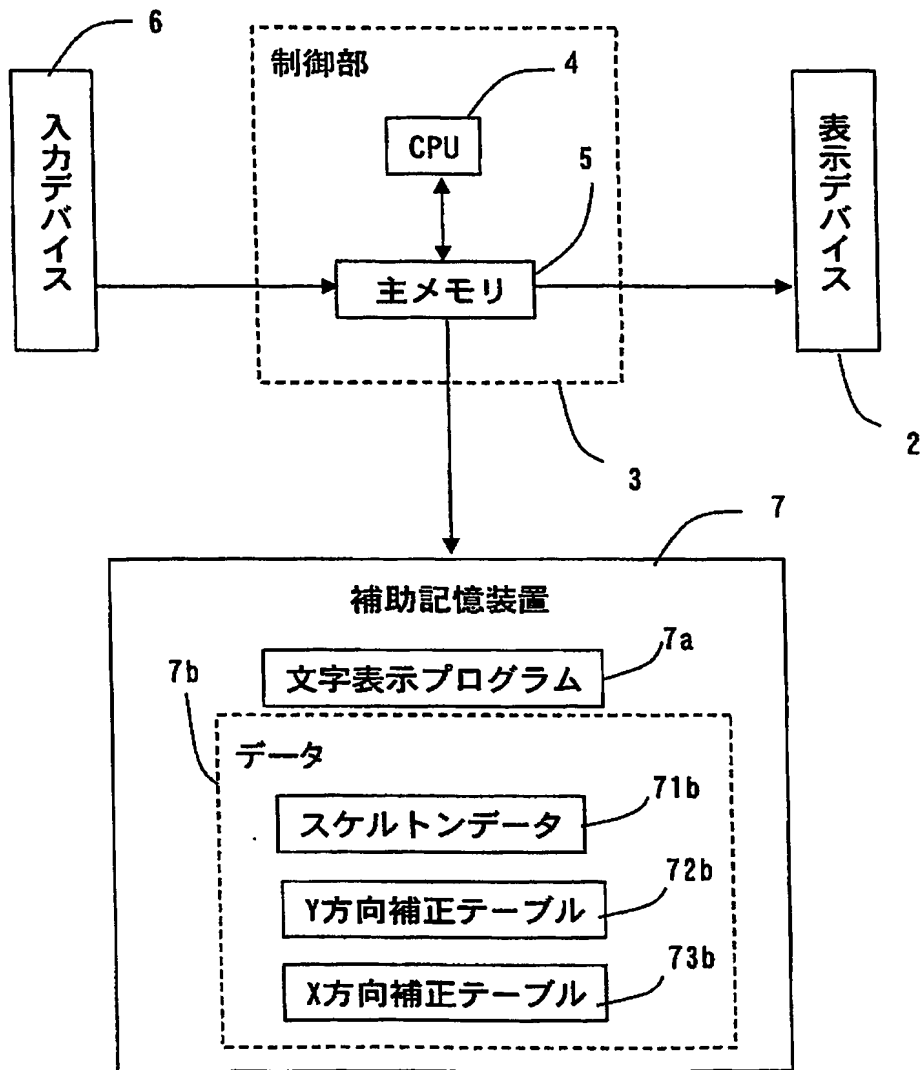 6
制御部
4
入力デバイス
CPU
表示デバイス
5
主メモリ
2
3
7
補助記憶装置
7a
文字表示プログラム
7b
データ
71b
スケルトンデータ
72b
Y方向補正テーブル
73b
X方向補正テーブル